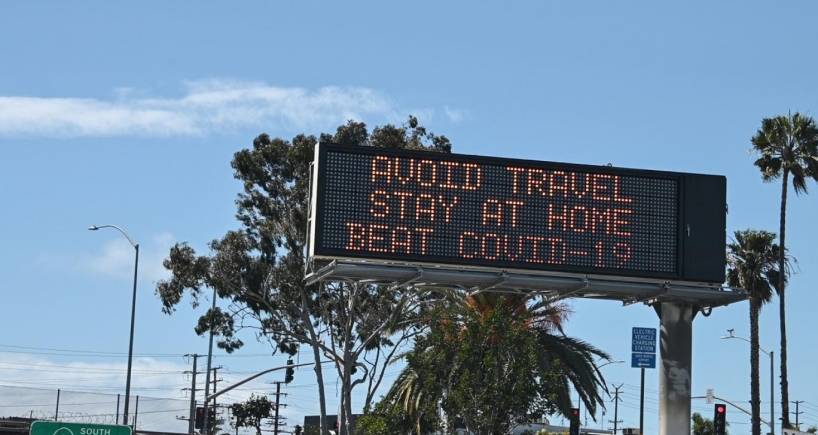 AVOID TRAVEL
STAY AT HOME
BEAT COVID-19
ELECTRIC
VEHICLE
CHARGING
STATION
SOUTH